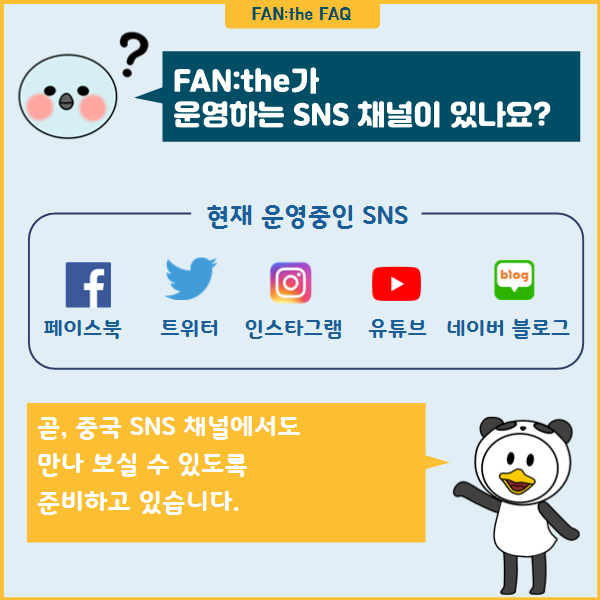 FAN:the FAQ
?
FAN:the가
운영하는 SNS 채널이 있나요?
현재 운영중인 SNS
blog
페이스북 트위터 인스타그램 유튜브 네이버 블로그
곧, 중국 SNS 채널에서도
만나 보실 수 있도록
준비하고 있습니다.